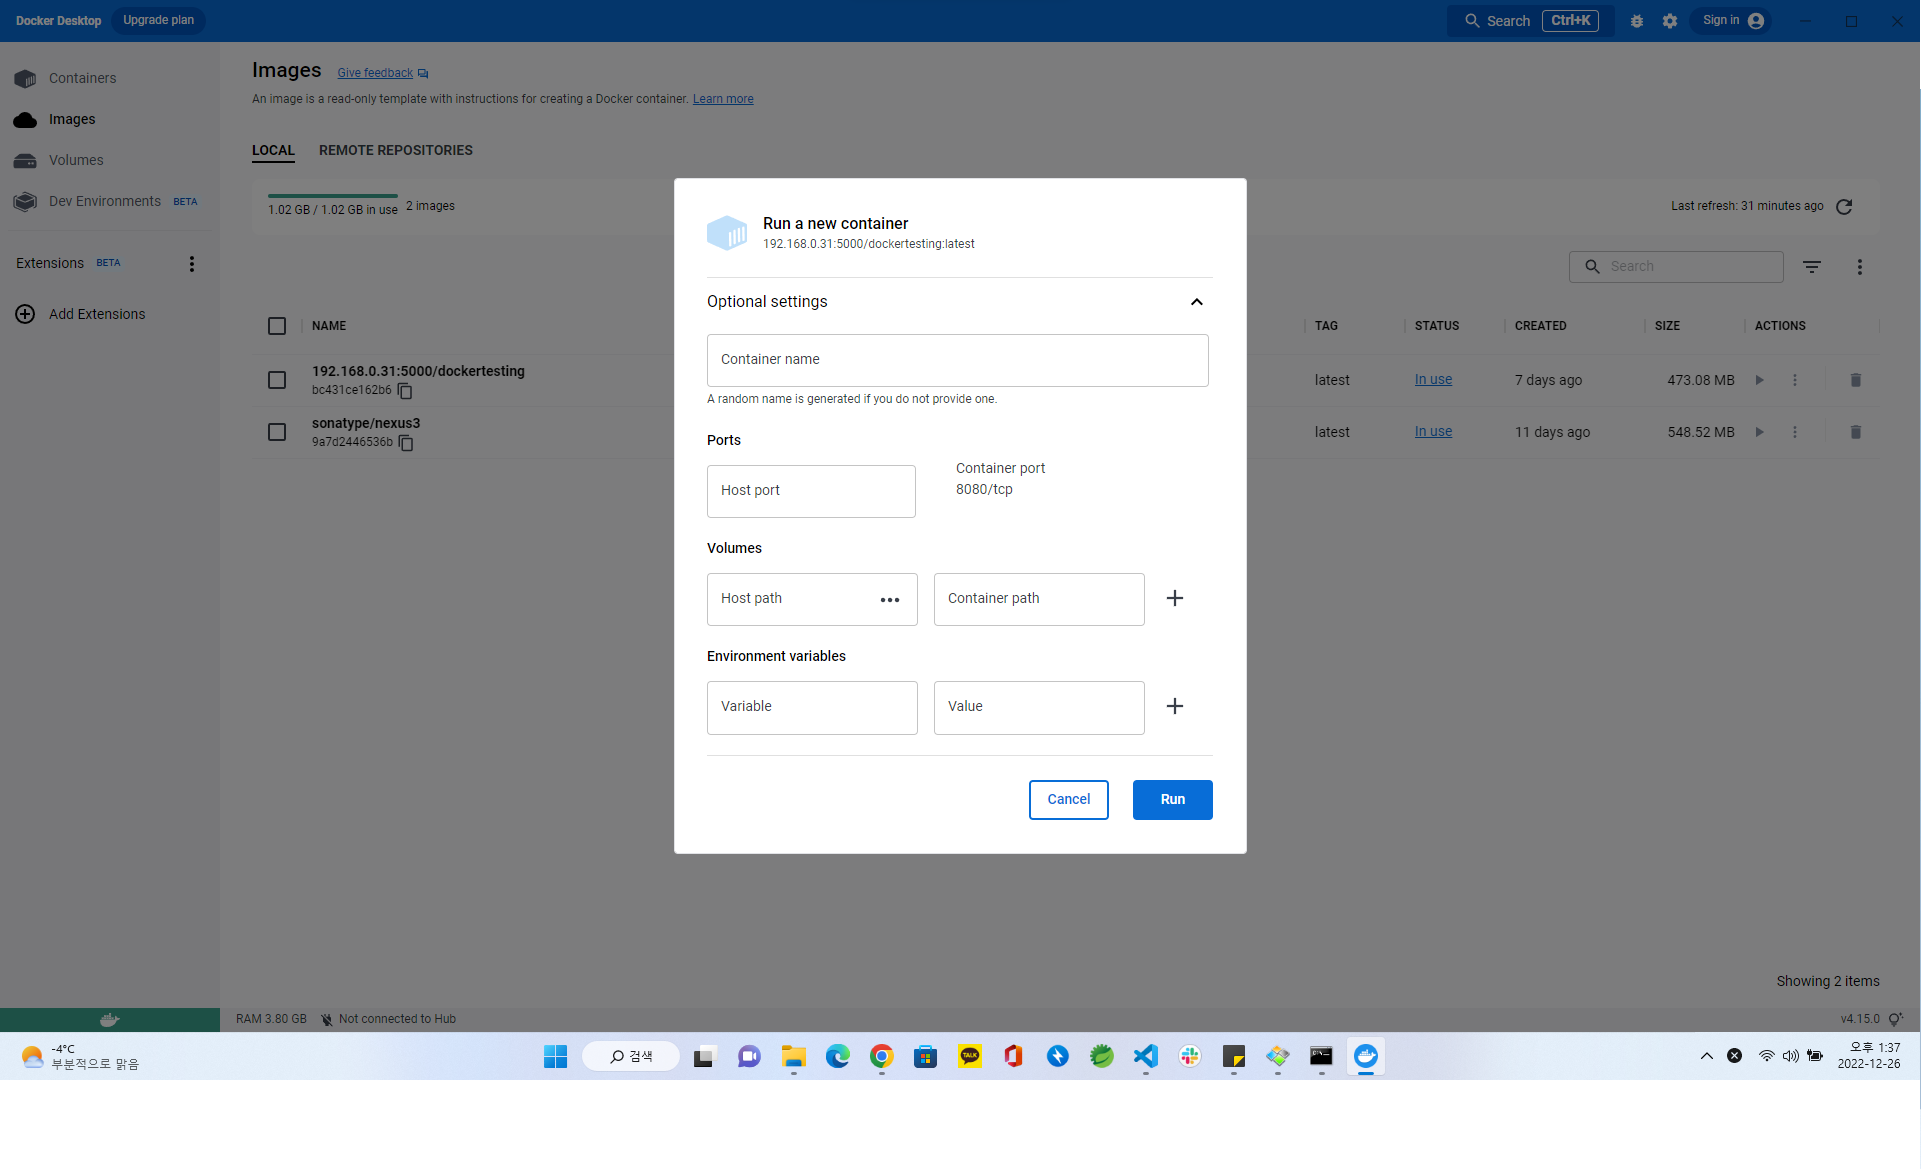 Docker Desktop Upgrade plan Search Ctrl+K Sign in
Containers
Images
Volumes
Dev Environments BETA
Extensions BETA
Add Extensions
Images Give feedback
An image is a read-only template with instructions for creating a Docker container. Learn more
LOCAL REMOTE REPOSITORIES
1.02 GB / 1.02 GB in use 2 images Last refresh: 31 minutes ago
Search
NAME TAG STATUS CREATED SIZE ACTIONS
192.168.0.31:5000/dockertesting latest In use 7 days ago 473.08 MB
bc431ce162b6
sonatype/nexus3 latest In use 11 days ago 548.52 MB
9a7d2446536b
Run a new container
192.168.0.31:5000/dockertesting:latest
Optional settings
Container name
A random name is generated if you do not provide one.
Ports
Host port
Container port
8080/tcp
Volumes
Host path Container path
Environment variables
Variable Value
Cancel Run
Showing 2 items
RAM 3.80 GB Not connected to Hub v4.15.0
-4°C
부분적으로 맑음
검색
TALK
오후 1:37
2022-12-26